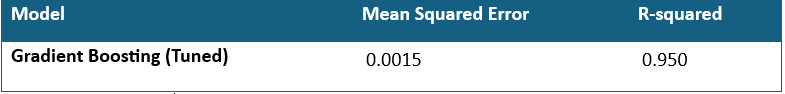 Model Mean Squared Error R-squared
Gradient Boosting (Tuned) 0.0015 0.950